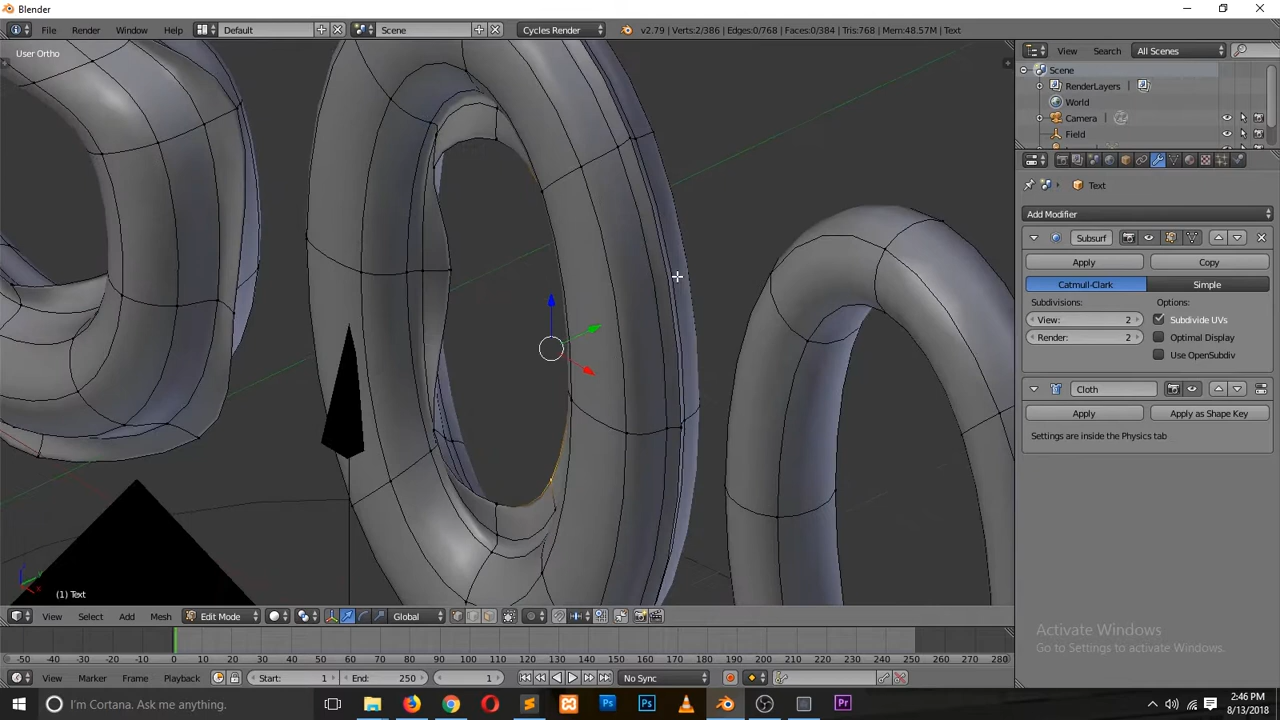 Blender
File Render Window Help Default Scene Cycles Render v2.79 | Verts:2/386 | Edges:0/768 | Faces:0/384 | Tris:768 | Mem:48.57M | Text
User Ortho
View Search All Scenes
Scene
RenderLayers
World
Camera
Field
Text
Add Modifier
Subsurf
Apply Copy
Catmull-Clark Simple
Subdivisions: Options:
View: 2 Subdivide UVs
Render: 2 Optimal Display
Use OpenSubdiv
Cloth
Apply Apply as Shape Key
Settings are inside the Physics tab
(1) Text
View Select Add Mesh Edit Mode Global
Activate Windows
Go to Settings to activate Windows.
-50 -40 -30 -20 -10 0 10 20 30 40 50 60 70 80 90 100 110 120 130 140 150 160 170 180 190 200 210 220 230 240 250 260 270 280
View Marker Frame Playback Start: 1 End: 250 1 No Sync
I'm Cortana. Ask me anything.
2:46 PM
8/13/2018